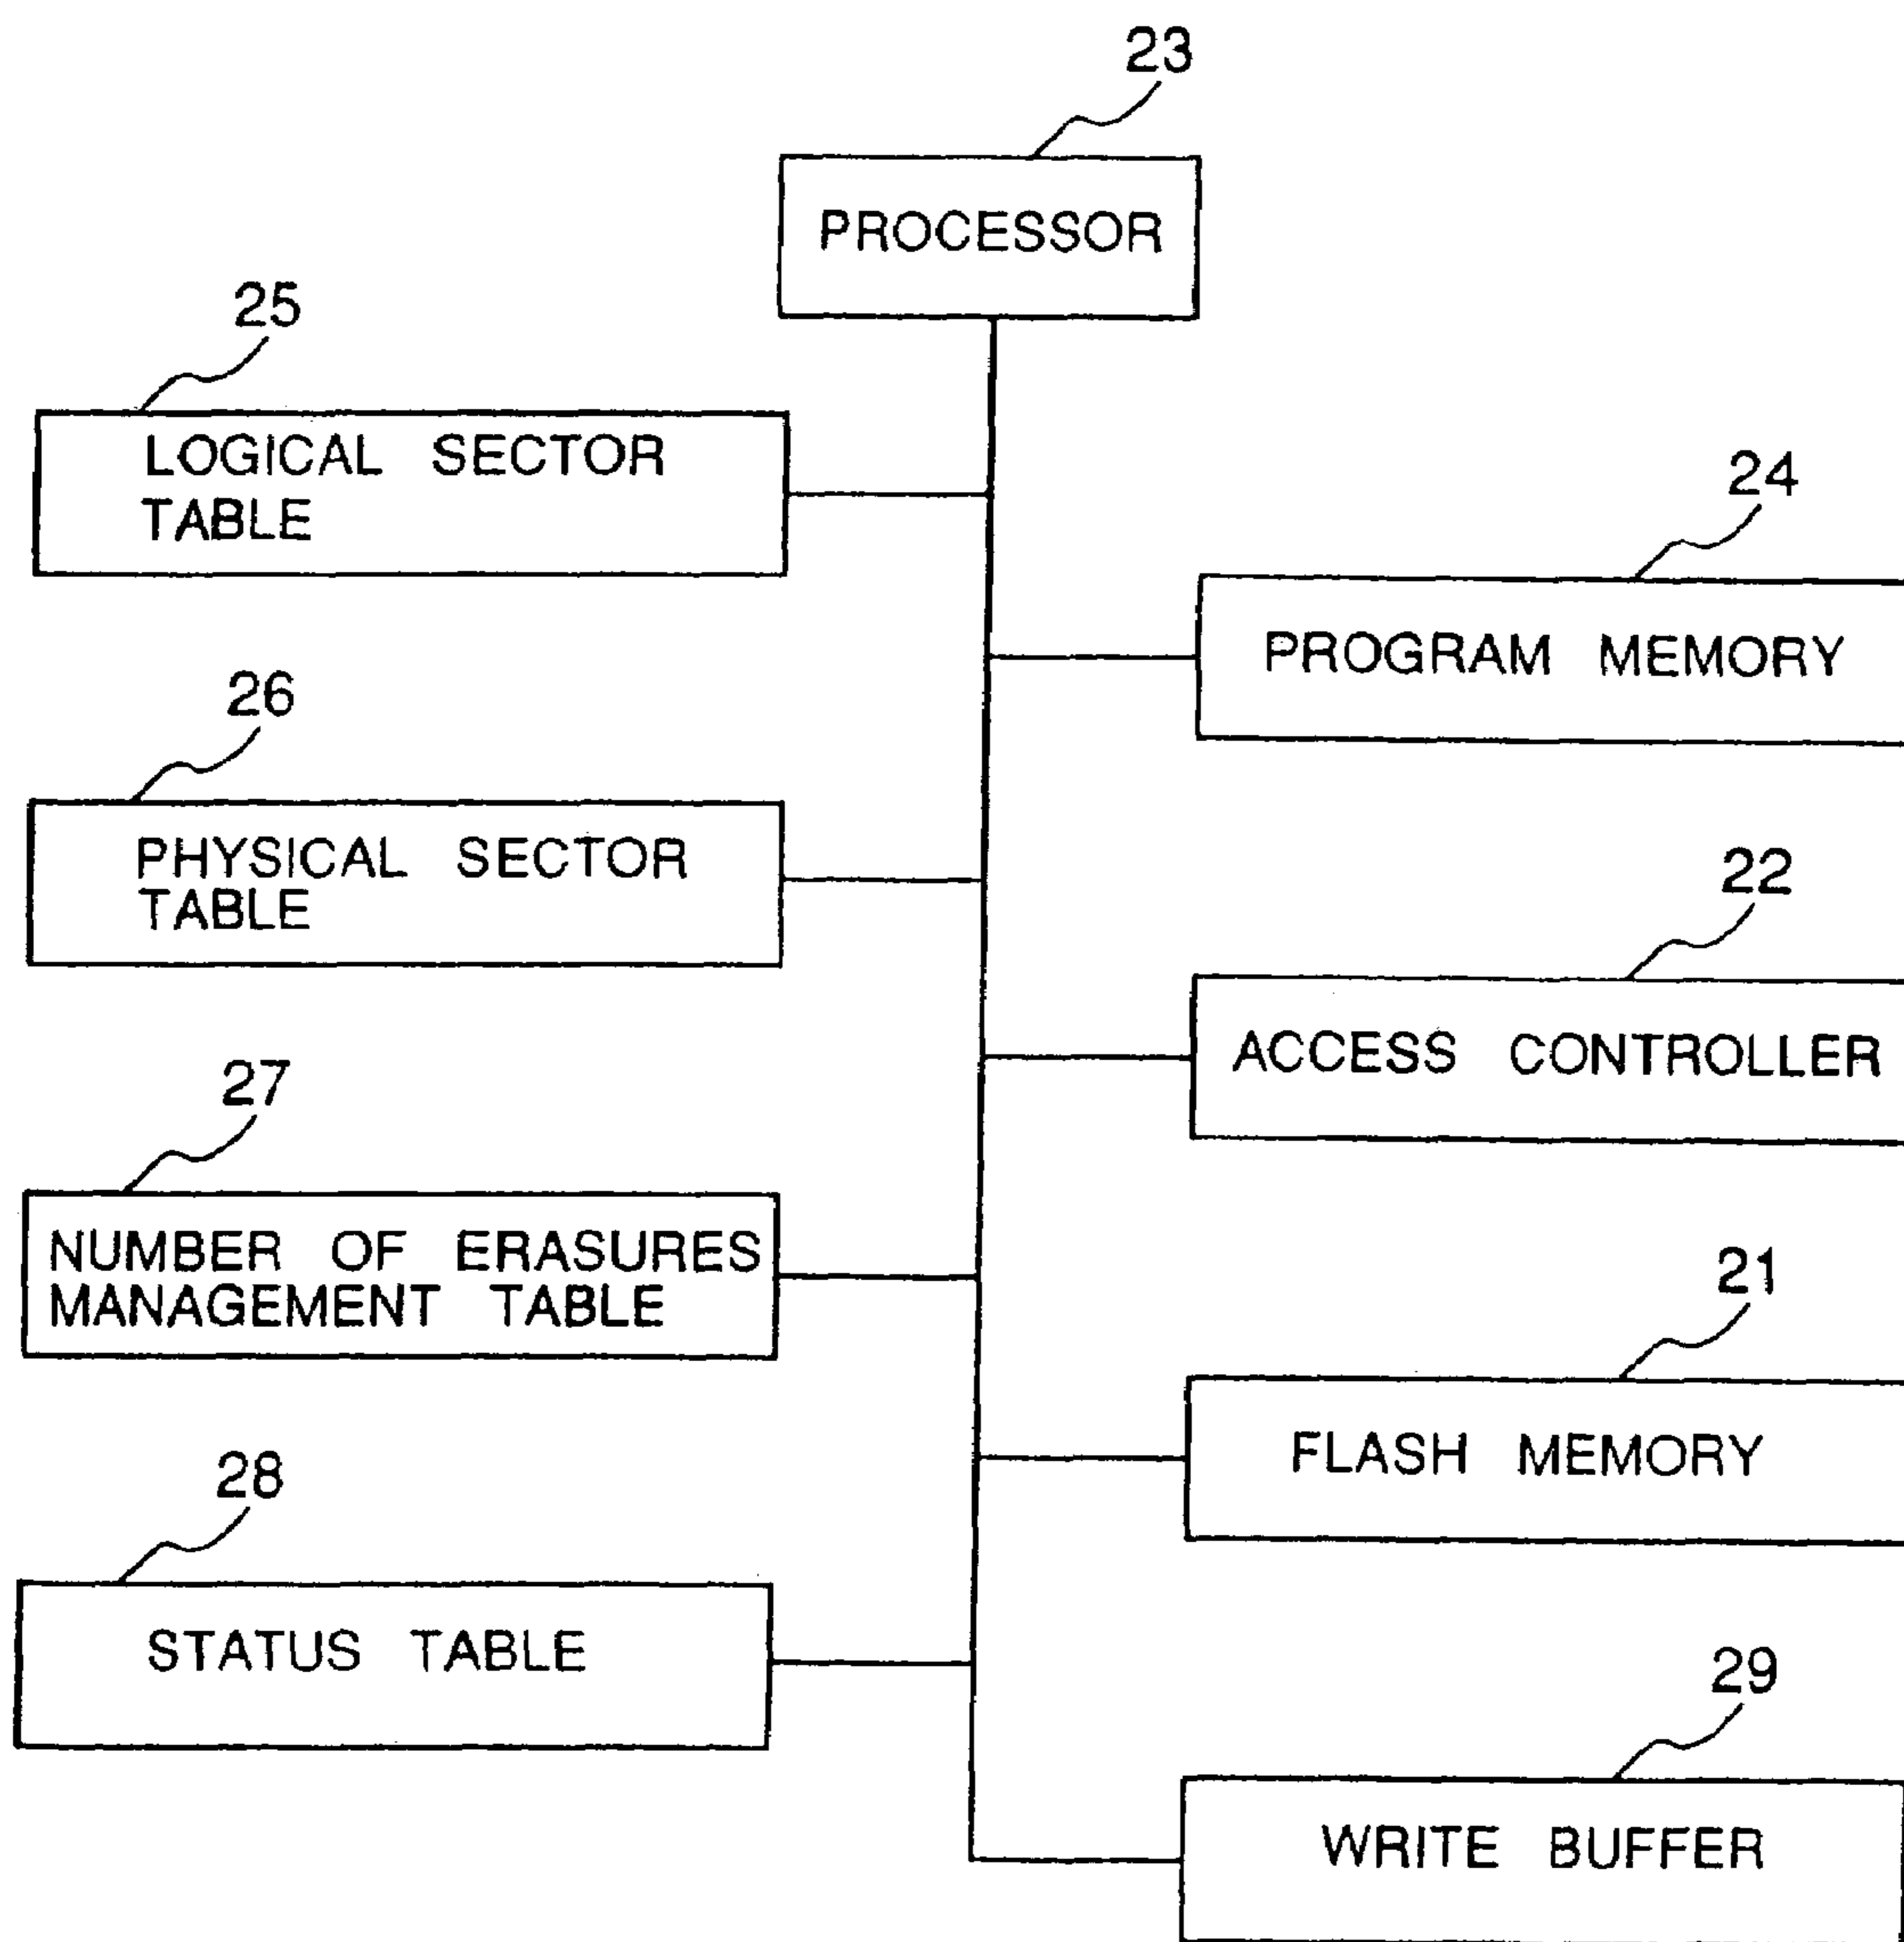 23
PROCESSOR
25
LOGICAL SECTOR
TABLE
24
PROGRAM MEMORY
26
PHYSICAL SECTOR
TABLE
22
ACCESS CONTROLLER
27
NUMBER OF ERASURES
MANAGEMENT TABLE
21
FLASH MEMORY
28
STATUS TABLE
29
WRITE BUFFER